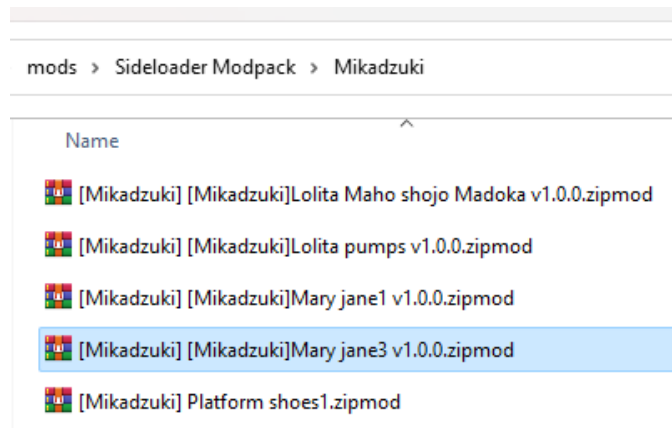 mods > Sideloader Modpack > Mikadzuki
Name
[Mikadzuki] [Mikadzuki]Lolita Maho shojo Madoka v1.0.0.zipmod
[Mikadzuki] [Mikadzuki]Lolita pumps v1.0.0.zipmod
[Mikadzuki] [Mikadzuki]Mary jane1 v1.0.0.zipmod
[Mikadzuki] [Mikadzuki]Mary jane3 v1.0.0.zipmod
[Mikadzuki] Platform shoes1.zipmod